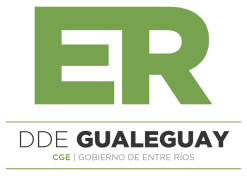 ER
DDE GUALEGUAY
CGE | GOBIERNO DE ENTRE RÍOS